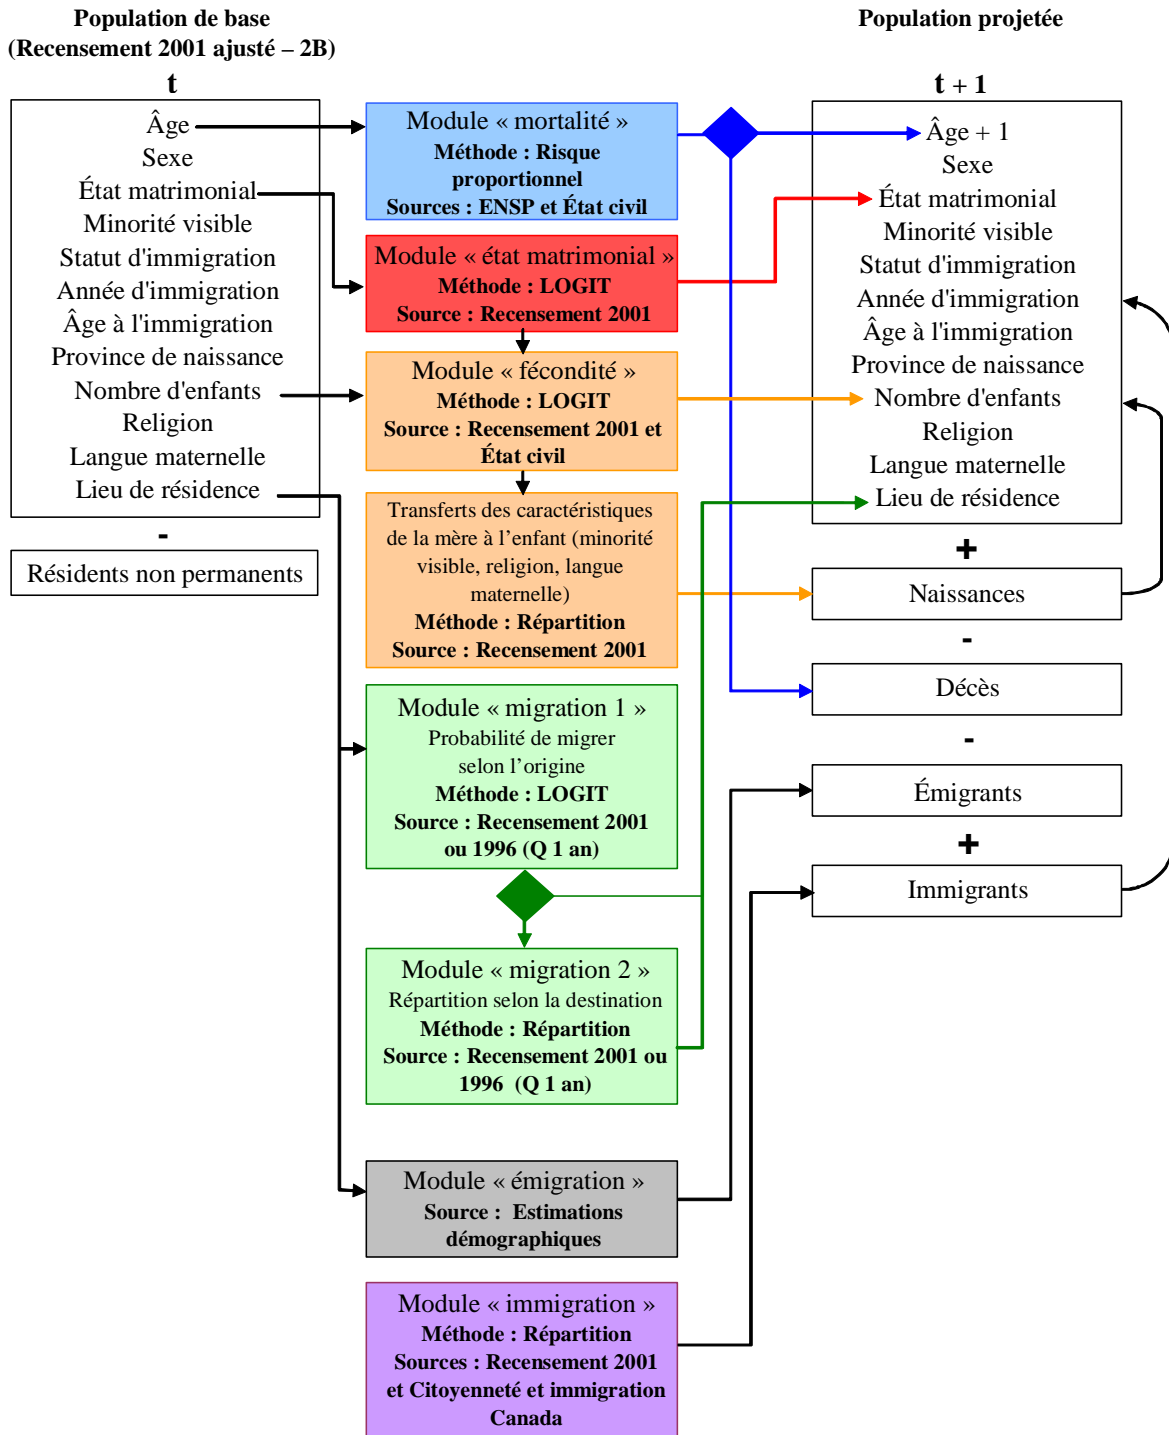 Population de base
(Recensement 2001 ajusté – 2B)
t
Âge
Sexe
État matrimonial
Minorité visible
Statut d'immigration
Année d'immigration
Âge à l'immigration
Province de naissance
Nombre d'enfants
Religion
Langue maternelle
Lieu de résidence
-
Résidents non permanents
Module « mortalité »
Méthode : Risque
proportionnel
Sources : ENSP et État civil
Module « état matrimonial »
Méthode : LOGIT
Source : Recensement 2001
Module « fécondité »
Méthode : LOGIT
Source : Recensement 2001 et
État civil
Transferts des caractéristiques
de la mère à l’enfant (minorité
visible, religion, langue
maternelle)
Méthode : Répartition
Source : Recensement 2001
Module « migration 1 »
Probabilité de migrer
selon l’origine
Méthode : LOGIT
Source : Recensement 2001
ou 1996 (Q 1 an)
Module « migration 2 »
Répartition selon la destination
Méthode : Répartition
Source : Recensement 2001 ou
1996 (Q 1 an)
Module « émigration »
Source : Estimations
démographiques
Module « immigration »
Méthode : Répartition
Sources : Recensement 2001
et Citoyenneté et immigration
Canada
Population projetée
t + 1
Âge + 1
Sexe
État matrimonial
Minorité visible
Statut d'immigration
Année d'immigration
Âge à l'immigration
Province de naissance
Nombre d'enfants
Religion
Langue maternelle
Lieu de résidence
+
Naissances
-
Décès
-
Émigrants
+
Immigrants